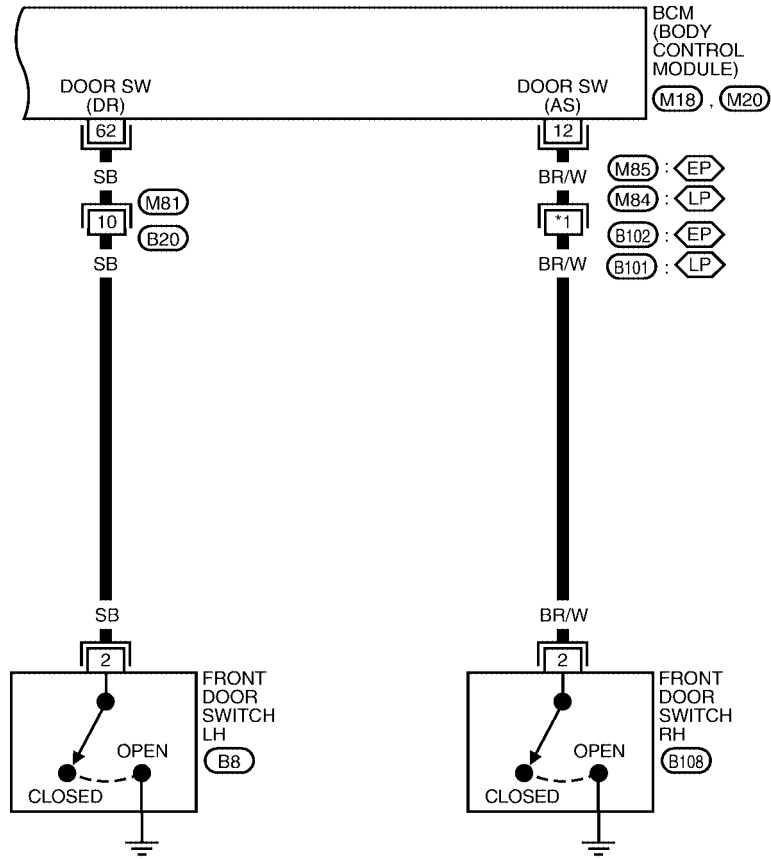 BCM
(BODY
CONTROL
MODULE)
M18 , M20
DOOR SW
(DR)
DOOR SW
(AS)
62
12
SB
BR/W
M85 : EP
M84 : LP
M81
10
*1
B20
B102 : EP
B101 : LP
SB
BR/W
SB
BR/W
2
2
FRONT
DOOR
SWITCH
LH
B8
OPEN
CLOSED
FRONT
DOOR
SWITCH
RH
B108
OPEN
CLOSED